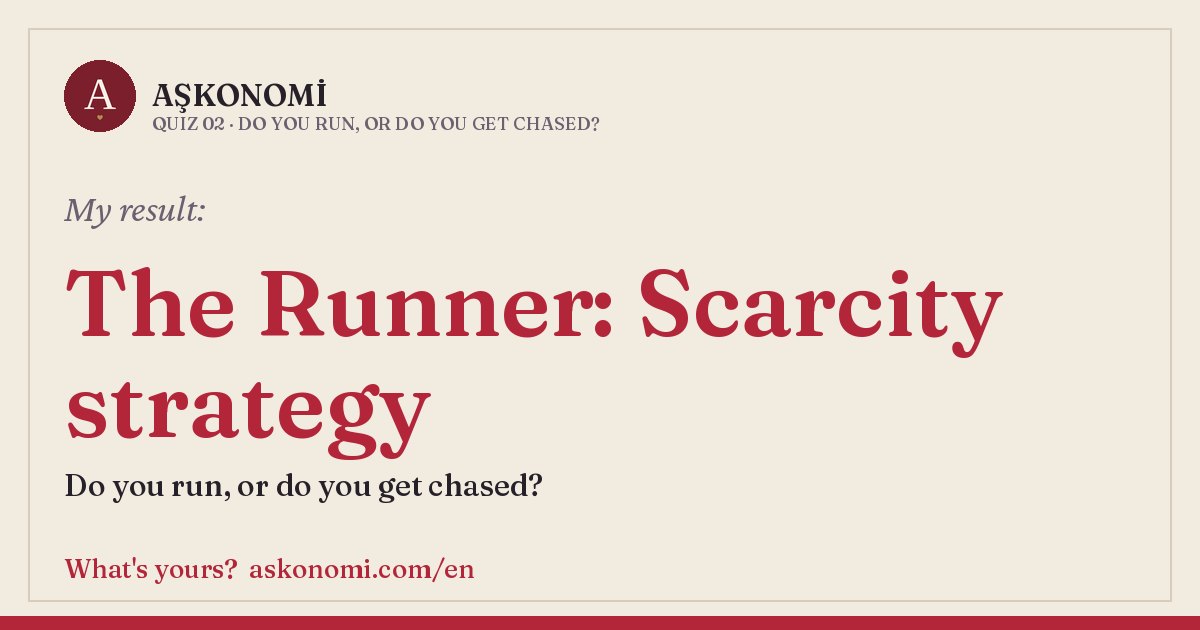 A
AŞKONOMİ
QUIZ 02 · DO YOU RUN, OR DO YOU GET CHASED?
My result:
The Runner: Scarcity
strategy
Do you run, or do you get chased?
What's yours? askonomi.com/en